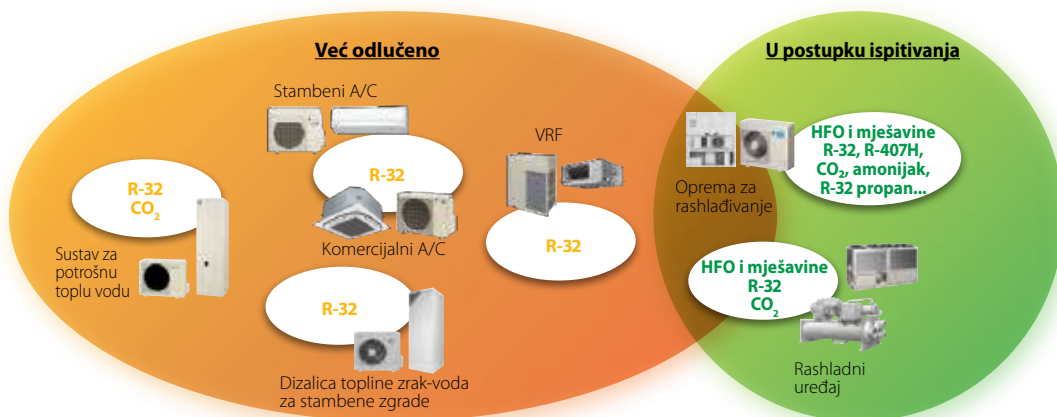 Već odlučeno
Stambeni A/C
R-32
Komercijalni A/C
VRF
R-32
R-32
CO₂
Sustav za
potrošnu
toplu vodu
R-32
Dizalica topline zrak-voda
za stambene zgrade
U postupku ispitivanja
HFO i mješavine
R-32, R-407H,
CO₂, amonijak,
R-32 propan...
Oprema za
rashlađivanje
HFO i mješavine
R-32
CO₂
Rashladni
uređaj